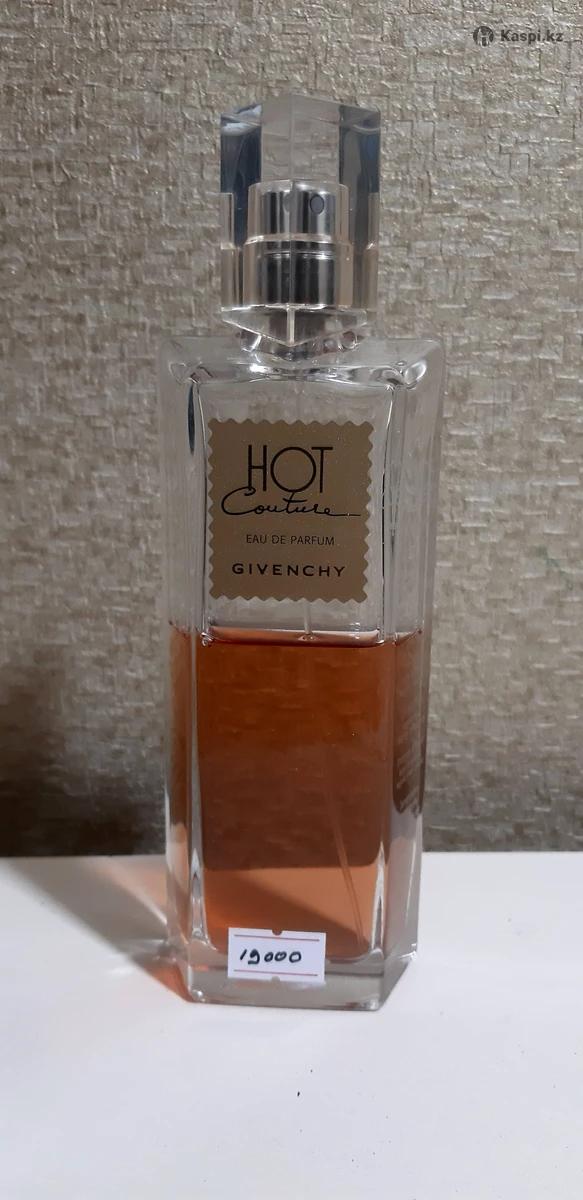 Kaspi.kz
HOT
Couture
EAU DE PARFUM
GIVENCHY
19000